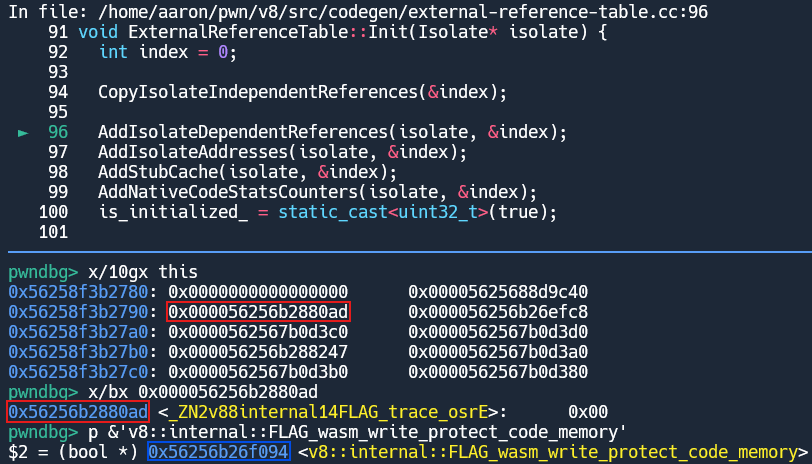 In file: /home/aaron/pwn/v8/src/codegen/external-reference-table.cc:96
91 void ExternalReferenceTable::Init(Isolate* isolate) {
92 int index = 0;
93
94 CopyIsolateIndependentReferences(&index);
95
► 96 AddIsolateDependentReferences(isolate, &index);
97 AddIsolateAddresses(isolate, &index);
98 AddStubCache(isolate, &index);
99 AddNativeCodeStatsCounters(isolate, &index);
100 is_initialized_ = static_cast<uint32_t>(true);
101
pwndbg> x/10gx this
0x56258f3b2780: 0x0000000000000000 0x00005625688d9c40
0x56258f3b2790: 0x000056256b2880ad 0x000056256b26efc8
0x56258f3b27a0: 0x0000562567b0d3c0 0x0000562567b0d3d0
0x56258f3b27b0: 0x000056256b288247 0x0000562567b0d3a0
0x56258f3b27c0: 0x0000562567b0d3b0 0x0000562567b0d380
pwndbg> x/bx 0x000056256b2880ad
0x56256b2880ad <_ZN2v88internal14FLAG_trace_osrE>: 0x00
pwndbg> p &'v8::internal::FLAG_wasm_write_protect_code_memory'
$2 = (bool *) 0x56256b26f094 <v8::internal::FLAG_wasm_write_protect_code_memory>